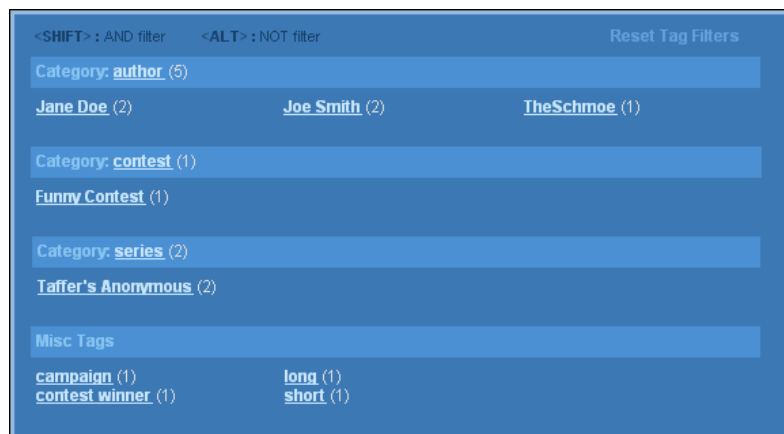 <SHIFT> : AND filter <ALT> : NOT filter Reset Tag Filters
Category: author (5)
Jane Doe (2) Joe Smith (2) TheSchmoe (1)
Category: contest (1)
Funny Contest (1)
Category: series (2)
Taffer's Anonymous (2)
Misc Tags
campaign (1) long (1)
contest winner (1) short (1)